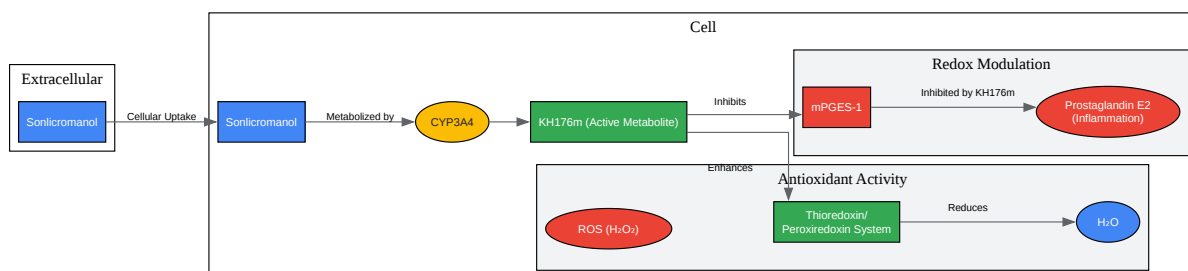 Cell
Extracellular
Redox Modulation
Sonlicromanol
Cellular Uptake
Sonlicromanol
Metabolized by
CYP3A4
KH176m (Active Metabolite)
Inhibits
mPGES-1
Inhibited by KH176m
Prostaglandin E2
(Inflammation)
Enhances
Antioxidant Activity
ROS (H₂O₂)
Thioredoxin/
Peroxiredoxin System
Reduces
H₂O